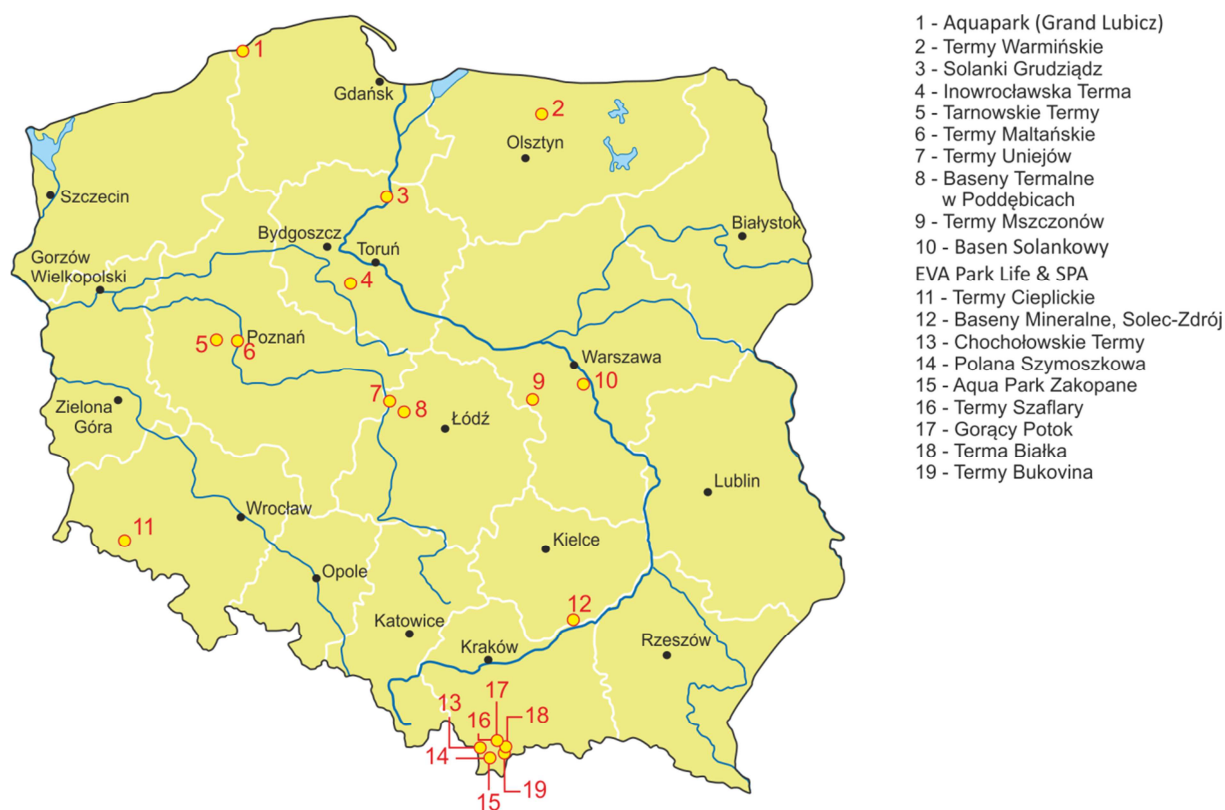 1
Gdańsk
2
Olsztyn
Szczecin
3
Białystok
Bydgoszcz
Toruń
Gorzów
Wielkopolski
4
5
6
Poznań
Warszawa
7
8
9
10
Zielona
Góra
Łódź
Lublin
Wrocław
11
Kielce
Opole
12
Katowice
Kraków
Rzeszów
17
13
16
18
14
15
19
1 - Aquapark (Grand Lubicz)
2 - Termy Warmińskie
3 - Solanki Grudziądz
4 - Inowrocławska Terma
5 - Tarnowskie Termy
6 - Termy Maltańskie
7 - Termy Uniejów
8 - Baseny Termalne
w Poddębicach
9 - Termy Mszczonów
10 - Basen Solankowy
EVA Park Life & SPA
11 - Termy Cieplickie
12 - Baseny Mineralne, Solec-Zdrój
13 - Chochołowskie Termy
14 - Polana Szymoszkowa
15 - Aqua Park Zakopane
16 - Termy Szaflary
17 - Gorący Potok
18 - Terma Białka
19 - Termy Bukovina